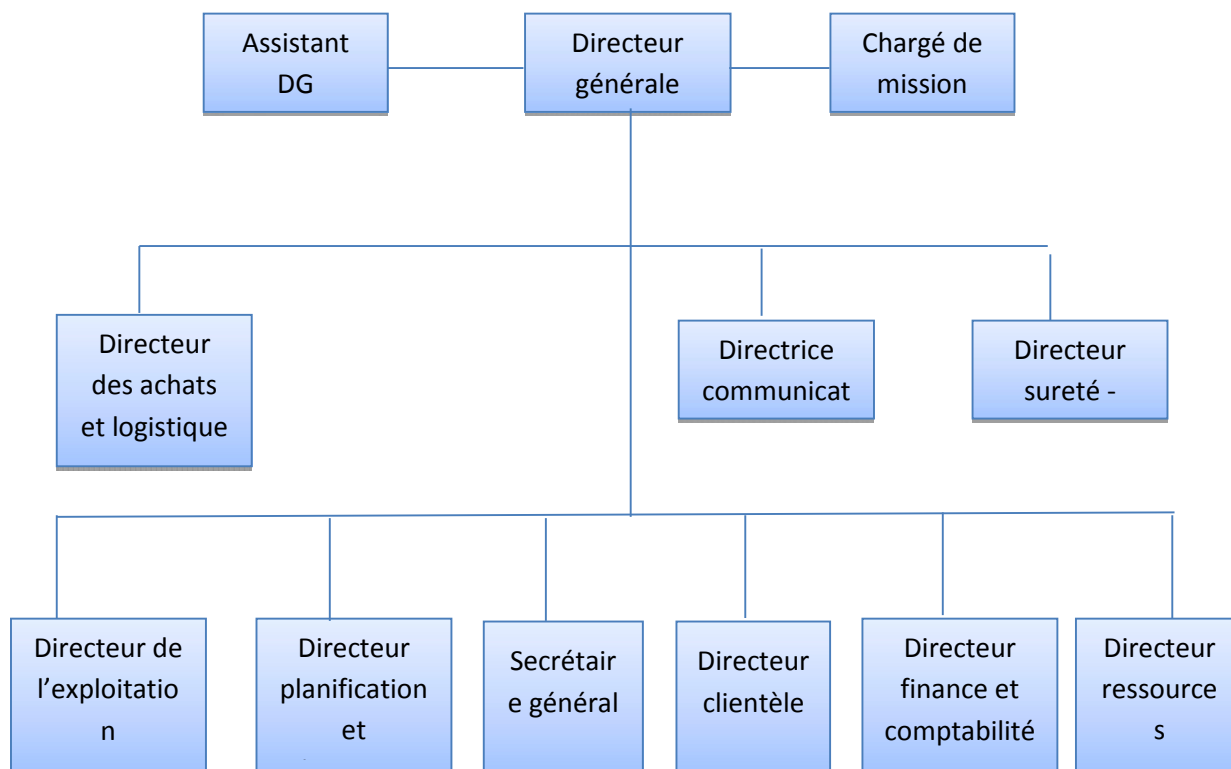 Assistant
DG
Directeur
générale
Chargé de
mission
Directeur
des achats
et logistique
Directrice
communicat
Directeur
sureté -
Directeur de
l’exploitatio
n
Directeur
planification
et
Secrétair
e général
Directeur
clientèle
Directeur
finance et
comptabilité
Directeur
ressource
s